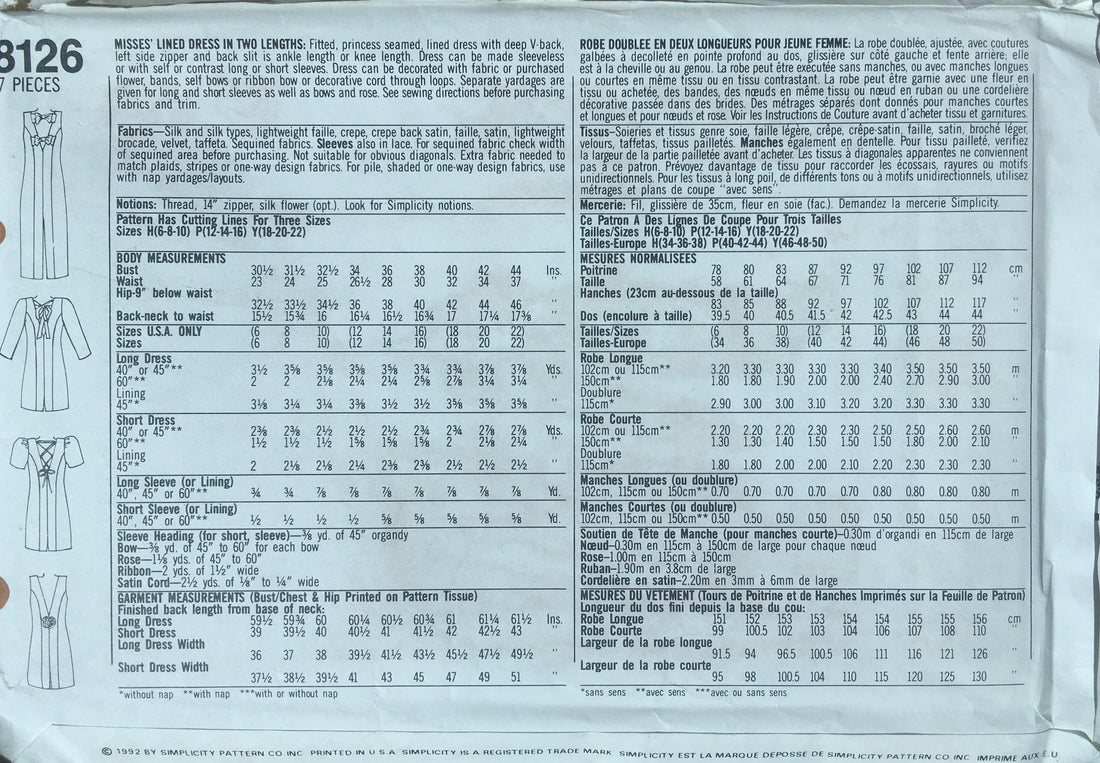 8126
7 PIECES
MISSES' LINED DRESS IN TWO LENGTHS: Fitted, princess seamed, lined dress with deep V-back,
left side zipper and back slit is ankle length or knee length. Dress can be made sleeveless
or with self or contrast long or short sleeves. Dress can be decorated with fabric or purchased
flower, bands, self bows or ribbon bow or decorative cord through loops. Separate yardages are
given for long and short sleeves as well as bows and rose. See sewing directions before purchasing
fabrics and trim.
Fabrics—Silk and silk types, lightweight faille, crepe, crepe back satin, faille, satin, lightweight
brocade, velvet, taffeta. Sequined fabrics. Sleeves also in lace. For sequined fabric check width
of sequined area before purchasing. Not suitable for obvious diagonals. Extra fabric needed to
match plaids, stripes or one-way design fabrics. For pile, shaded or one-way design fabrics, use
with nap yardages/layouts.
Notions: Thread, 14" zipper, silk flower (opt.). Look for Simplicity notions.
Pattern Has Cutting Lines For Three Sizes
Sizes H(6-8-10) P(12-14-16) Y(18-20-22)
BODY MEASUREMENTS
Bust 30½ 31½ 32½ 34 36 38 40 42 44 Ins.
Waist 23 24 25 26½ 28 30 32 34 37 "
Hip-9" below waist
32½ 33½ 34½ 36 38 40 42 44 46 "
Back-neck to waist 15½ 15¾ 16 16¼ 16½ 16¾ 17 17¼ 17⅜ "
Sizes U.S.A. ONLY (6 8 10) (12 14 16) (18 20 22)
Sizes (6 8 10) (12 14 16) (18 20 22)
Long Dress
40" or 45"** 3½ 3⅝ 3⅝ 3⅝ 3⅝ 3¾ 3¾ 3⅞ 3⅞ Yds.
60"** 2 2 2⅛ 2¼ 2¼ 2⅝ 2⅞ 3¼ 3¼ "
Lining
45"* 3⅛ 3¼ 3¼ 3⅜ 3½ 3½ 3⅝ 3⅝ 3⅝ "
Short Dress
40" or 45"** 2⅜ 2⅜ 2½ 2½ 2½ 2¾ 2¾ 2⅞ 2⅞ Yds.
60"** 1½ 1½ 1½ 1⅝ 1⅝ 1⅝ 2 2⅛ 2¼ "
Lining
45"* 2 2⅛ 2⅛ 2¼ 2⅜ 2⅜ 2½ 2½ 2½ "
Long Sleeve (or Lining)
40", 45" or 60"** ¾ ¾ ⅞ ⅞ ⅞ ⅞ ⅞ ⅞ ⅞ Yd.
Short Sleeve (or Lining)
40", 45" or 60"** ½ ½ ½ ½ ⅝ ⅝ ⅝ ⅝ ⅝ Yd.
Sleeve Heading (for short, sleeve)—⅜ yd. of 45" organdy
Bow—⅜ yd. of 45" to 60" for each bow
Rose—1⅛ yds. of 45" to 60"
Ribbon—2 yds. of 1½" wide
Satin Cord—2½ yds. of ⅛" to ¼" wide
GARMENT MEASUREMENTS (Bust/Chest & Hip Printed on Pattern Tissue)
Finished back length from base of neck:
Long Dress 59½ 59¾ 60 60¼ 60½ 60¾ 61 61¼ 61½ Ins.
Short Dress 39 39½ 40 40½ 41 41½ 42 42½ 43 "
Long Dress Width
36 37 38 39½ 41½ 43½ 45½ 47½ 49½ "
Short Dress Width
37½ 38½ 39½ 41 43 45 47 49 51 "
*without nap **with nap ***with or without nap
ROBE DOUBLEE EN DEUX LONGUEURS POUR JEUNE FEMME: La robe doublée, ajustée, avec coutures
galbées à decolleté en pointe profond au dos, glissière sur côté gauche et fente arrière; elle
est à la cheville ou au genou. La robe peut être executée sans manches, ou avec manches longues
ou courtes en même tissu ou en tissu contrastant. La robe peut être garnie avec une fleur en
tissu ou achetée, des bandes, des nœuds en même tissu ou nœud en ruban ou une cordelière
décorative passée dans des brides. Des métrages séparés dont donnés pour manches courtes
et longues et pour nœuds et rose. Voir les Instructions de Couture avant d'acheter tissu et garnitures.
Tissus—Soieries et tissus genre soie, faille légère, crêpe, crêpe-satin, faille, satin, broché léger,
velours, taffetas, tissus pailletés. Manches également en dentelle. Pour tissu pailleté, verifiez
la largeur de la partie pailletée avant d'acheter. Les tissus à diagonales apparentes ne conviennent
pas à ce patron. Prévoyez davantage de tissu pour raccorder les écossais, rayures ou motifs
unidirectionnels. Pour les tissus à long poil, de différents tons ou à motifs unidirectionnels, utilisez
métrages et plans de coupe "avec sens".
Mercerie: Fil, glissière de 35cm, fleur en soie (fac.). Demandez la mercerie Simplicity.
Ce Patron A Des Lignes De Coupe Pour Trois Tailles
Tailles/Sizes H(6-8-10) P(12-14-16) Y(18-20-22)
Tailles-Europe H(34-36-38) P(40-42-44) Y(46-48-50)
MESURES NORMALISEES
Poitrine 78 80 83 87 92 97 102 107 112 cm
Taille 58 61 64 67 71 76 81 87 94 "
Hanches (23cm au-dessous de la taille)
83 85 88 92 97 102 107 112 117 "
Dos (encolure à taille) 39.5 40 40.5 41.5 42 42.5 43 44 44 "
Tailles/Sizes (6 8 10) (12 14 16) (18 20 22)
Tailles-Europe (34 36 38) (40 42 44) (46 48 50)
Robe Longue
102cm ou 115cm** 3.20 3.30 3.30 3.30 3.30 3.40 3.50 3.50 3.50 m
150cm** 1.80 1.80 1.90 2.00 2.00 2.40 2.70 2.90 3.00 "
Doublure
115cm* 2.90 3.00 3.00 3.10 3.20 3.20 3.30 3.30 3.30 "
Robe Courte
102cm ou 115cm** 2.20 2.20 2.20 2.30 2.30 2.50 2.50 2.60 2.60 m
150cm** 1.30 1.30 1.40 1.50 1.50 1.50 1.80 2.00 2.10 "
Doublure
115cm* 1.80 1.80 2.00 2.00 2.10 2.20 2.30 2.30 2.30 "
Manches Longues (ou doublure)
102cm, 115cm ou 150cm** 0.70 0.70 0.70 0.70 0.70 0.80 0.80 0.80 0.80 m
Manches Courtes (ou doublure)
102cm, 115cm ou 150cm** 0.50 0.50 0.50 0.50 0.50 0.50 0.50 0.50 0.50 m
Soutien de Tête de Manche (pour manches courte)—0.30m d'organdi en 115cm de large
Nœud—0.30m en 115cm à 150cm de large pour chaque nœud
Rose—1.00m en 115cm à 150cm
Ruban—1.90m en 3.8cm de large
Cordelière en satin—2.20m en 3mm à 6mm de large
MESURES DU VETEMENT (Tours de Poitrine et de Hanches Imprimés sur la Feuille de Patron)
Longueur du dos fini depuis la base du cou:
Robe Longue 151 152 153 153 154 154 155 155 156 cm
Robe Courte 99 100.5 102 103 104 106 107 108 110 "
Largeur de la robe longue
91.5 94 96.5 100.5 106 111 116 121 126 "
Largeur de la robe courte
95 98 100.5 104 110 115 120 125 130 "
*sans sens **avec sens ***avec ou sans sens
© 1992 BY SIMPLICITY PATTERN CO INC PRINTED IN U.S.A. SIMPLICITY IS A REGISTERED TRADE MARK SIMPLICITY EST LA MARQUE DEPOSSE DE SIMPLICITY PATTERN CO INC IMPRIME AUX E.U.